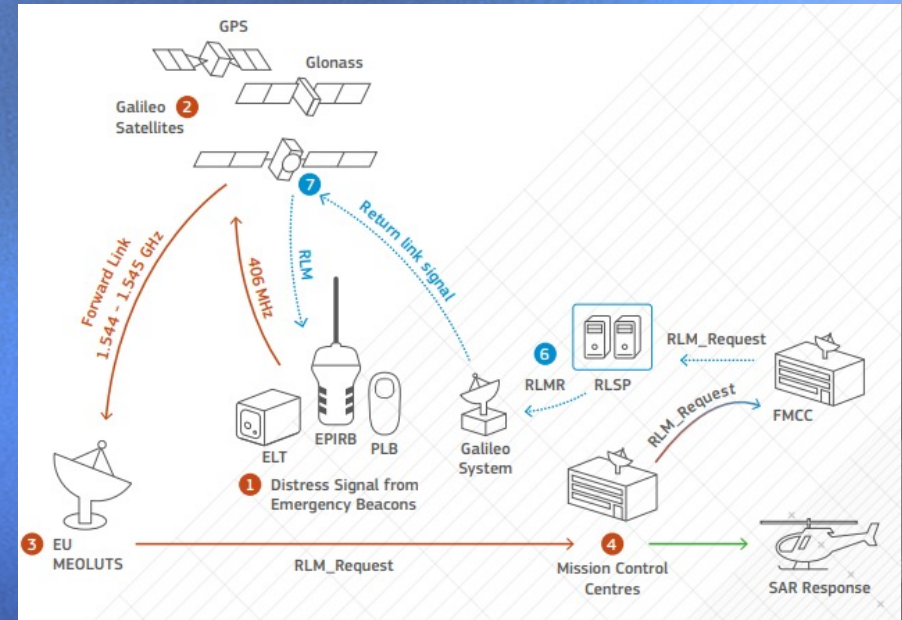 GPS
Glonass
Galileo 2
Satellites
7
Forward Link
1.544 - 1.545 GHz
406 MHz
RLM
Return link signal
6
RLMR
RLSP
RLM_Request
FMCC
RLM_Request
ELT
EPIRB
PLB
Galileo
System
1 Distress Signal from
Emergency Beacons
3 EU
MEOLUTS
RLM_Request
4
Mission Control
Centres
SAR Response